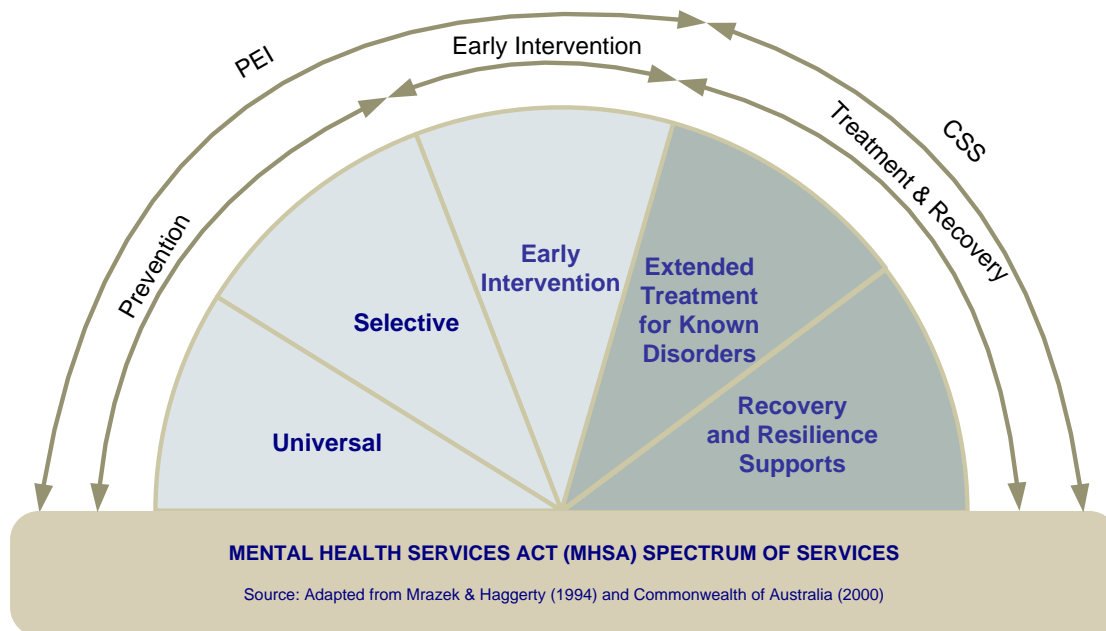 PEI
Early Intervention
CSS
Prevention
Treatment & Recovery
Universal
Selective
Early
Intervention
Extended
Treatment
for Known
Disorders
Recovery
and Resilience
Supports
MENTAL HEALTH SERVICES ACT (MHSA) SPECTRUM OF SERVICES
Source: Adapted from Mrazek & Haggerty (1994) and Commonwealth of Australia (2000)